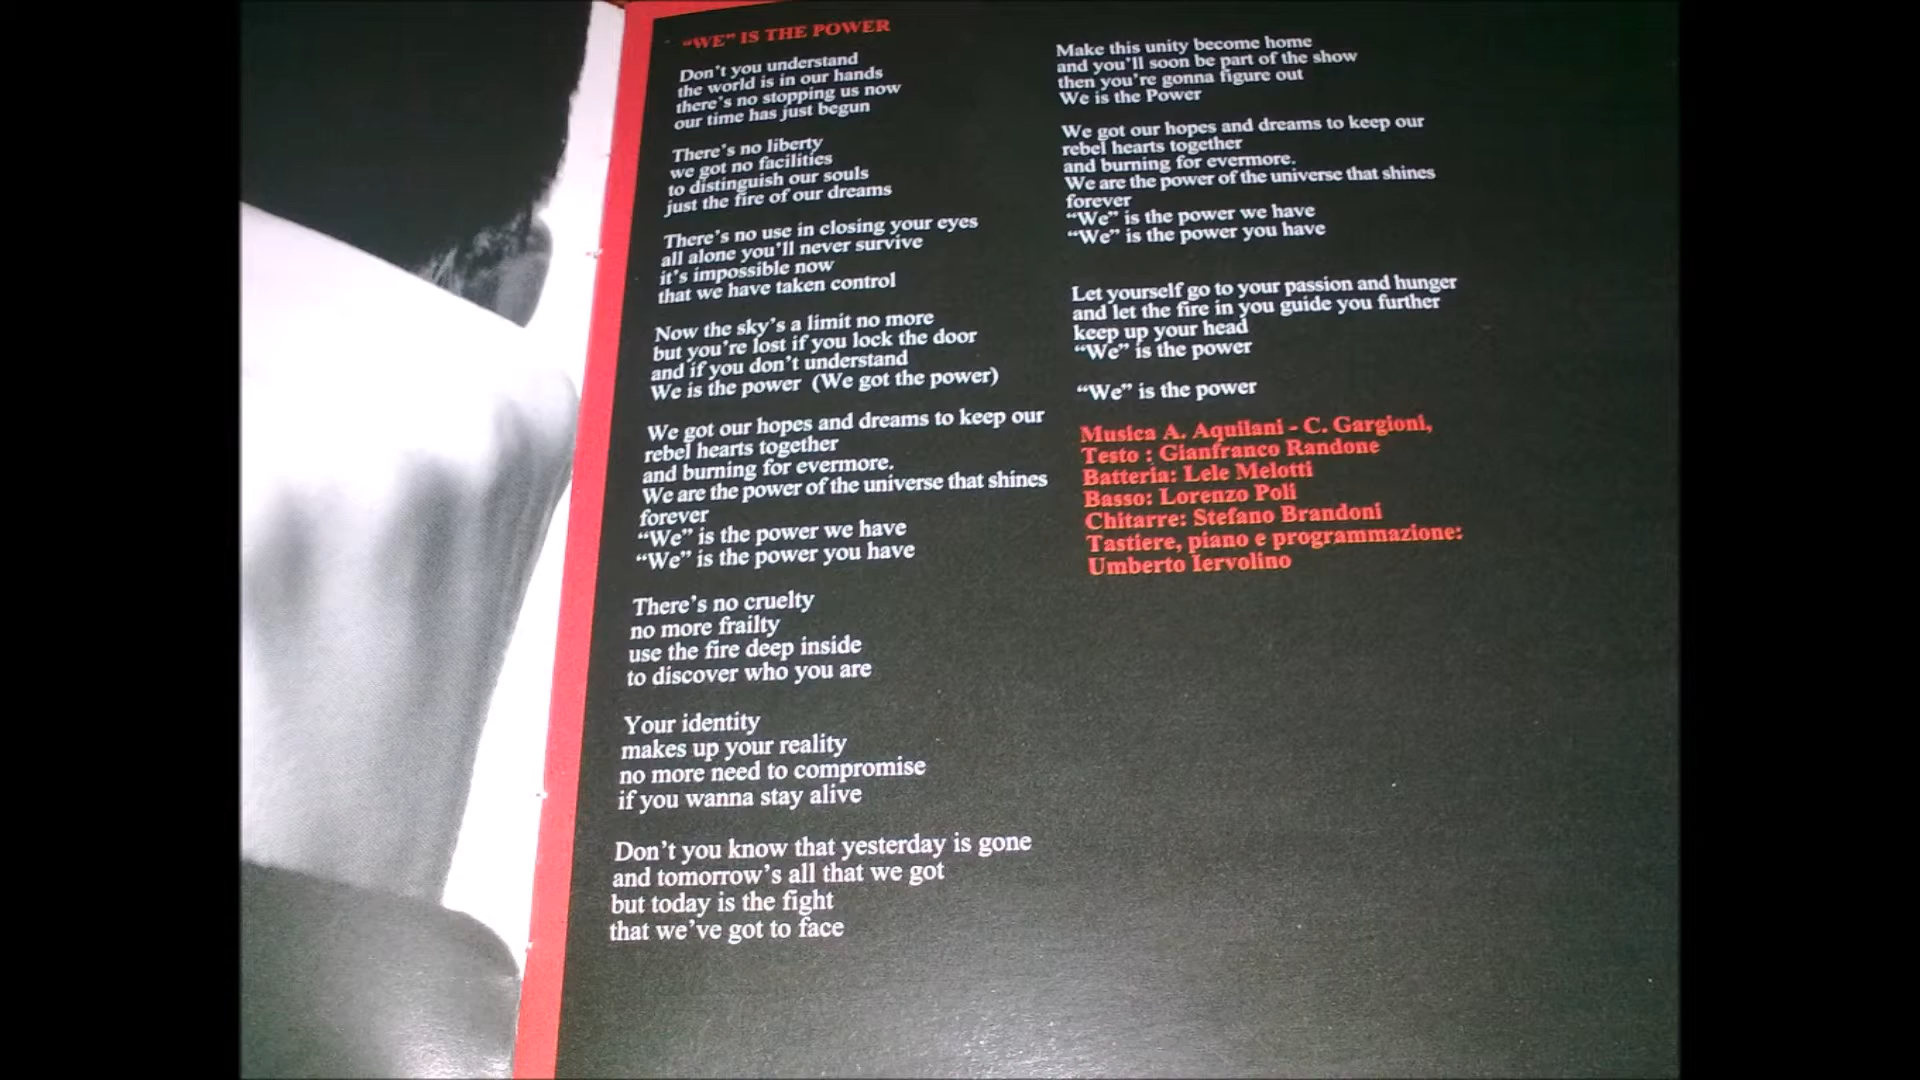 “WE” IS THE POWER
Don’t you understand
the world is in our hands
there’s no stopping us now
our time has just begun
There’s no liberty
we got no facilities
to distinguish our souls
just the fire of our dreams
There’s no use in closing your eyes
all alone you’ll never survive
it’s impossible now
that we have taken control
Now the sky’s a limit no more
but you’re lost if you lock the door
and if you don’t understand
We is the power (We got the power)
We got our hopes and dreams to keep our
rebel hearts together
and burning for evermore.
We are the power of the universe that shines
forever
“We” is the power we have
“We” is the power you have
There’s no cruelty
no more frailty
use the fire deep inside
to discover who you are
Your identity
makes up your reality
no more need to compromise
if you wanna stay alive
Don’t you know that yesterday is gone
and tomorrow’s all that we got
but today is the fight
that we’ve got to face
Make this unity become home
and you’ll soon be part of the show
then you’re gonna figure out
We is the Power
We got our hopes and dreams to keep our
rebel hearts together
and burning for evermore.
We are the power of the universe that shines
forever
“We” is the power we have
“We” is the power you have
Let yourself go to your passion and hunger
and let the fire in you guide you further
keep up your head
“We” is the power
“We” is the power
Musica A. Aquilani - C. Gargioni,
Testo : Gianfranco Randone
Batteria: Lele Melotti
Basso: Lorenzo Poli
Chitarre: Stefano Brandoni
Tastiere, piano e programmazione:
Umberto Iervolino